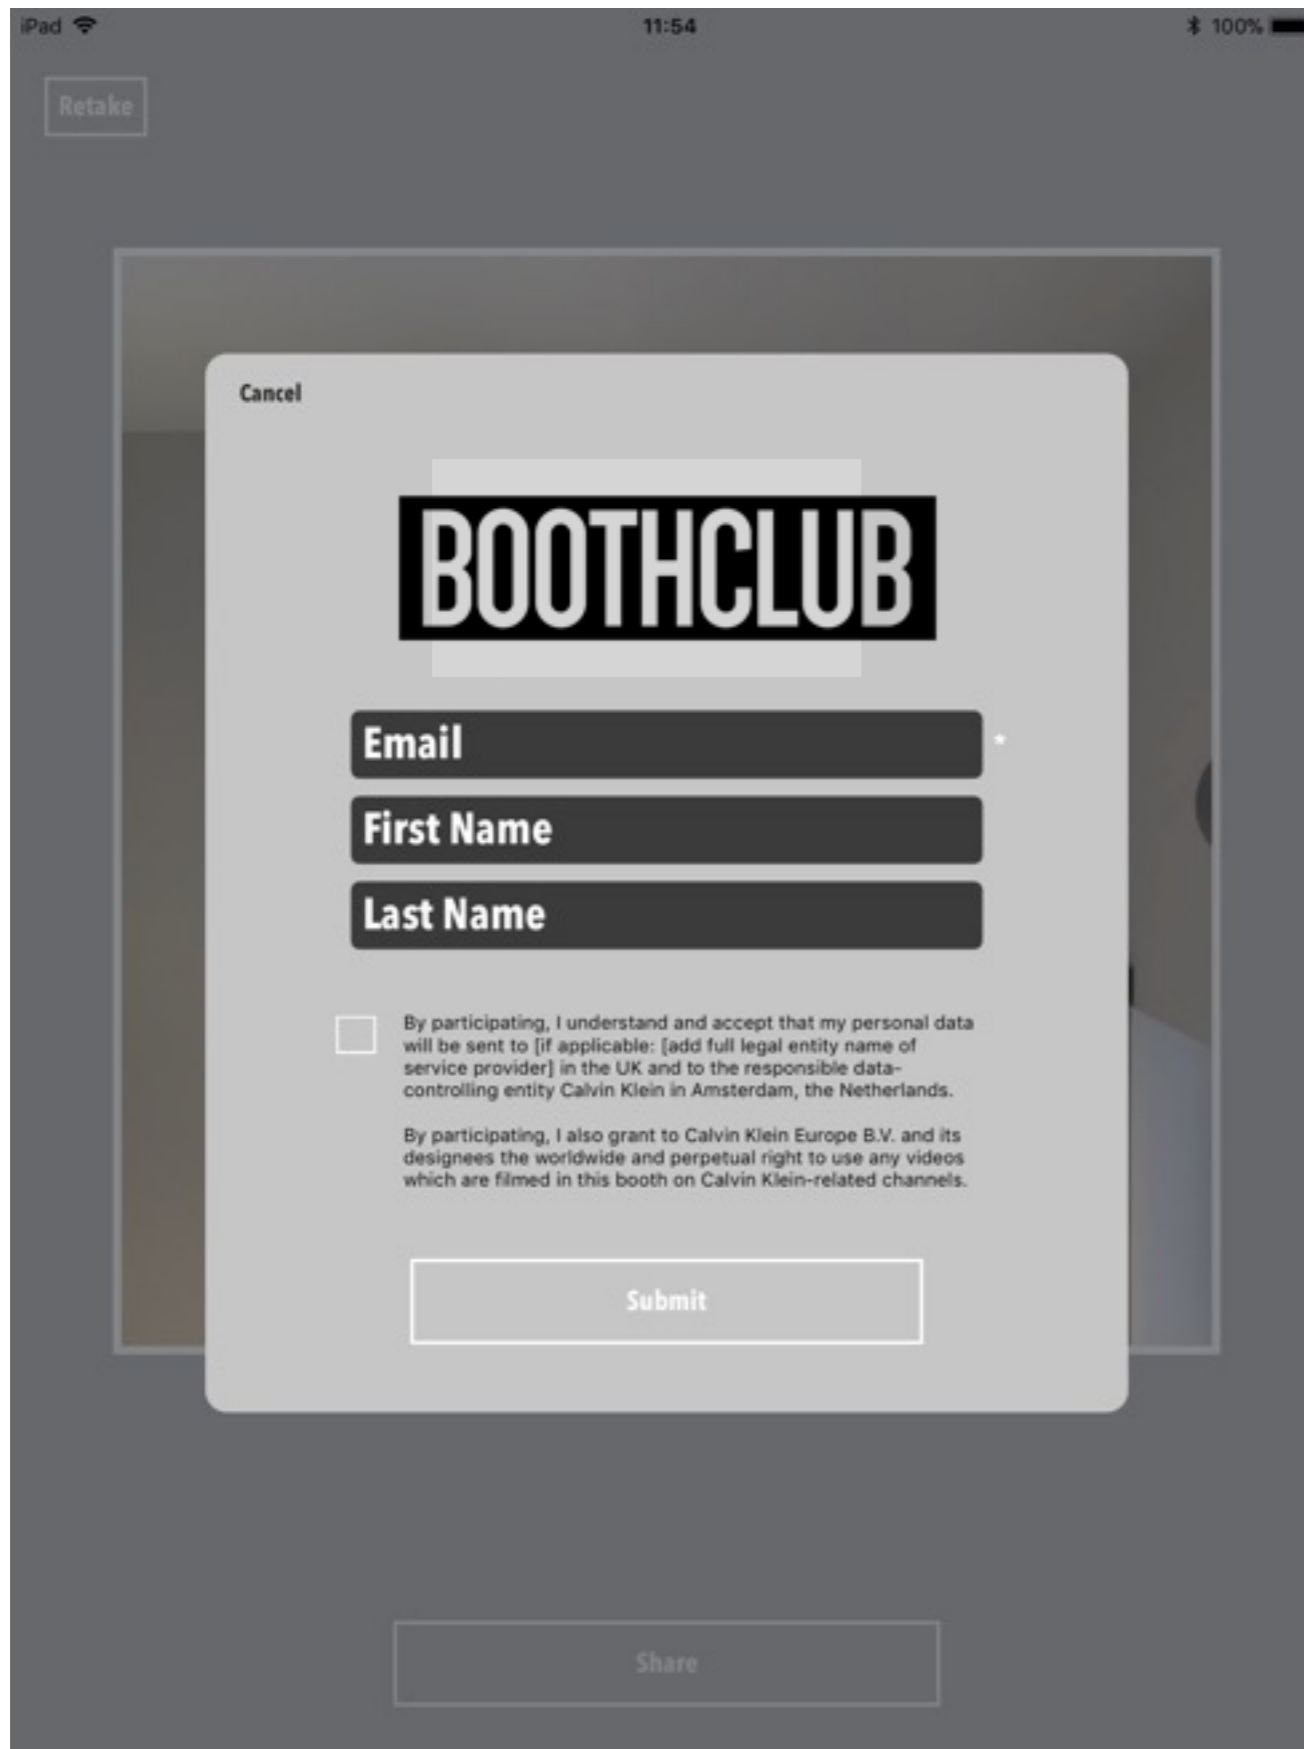 iPad 11:54 100%
Retake
Cancel
BOOTHCLUB
Email *
First Name
Last Name
By participating, I understand and accept that my personal data
will be sent to [if applicable: [add full legal entity name of
service provider] in the UK and to the responsible data-
controlling entity Calvin Klein in Amsterdam, the Netherlands.
By participating, I also grant to Calvin Klein Europe B.V. and its
designees the worldwide and perpetual right to use any videos
which are filmed in this booth on Calvin Klein-related channels.
Submit
Share